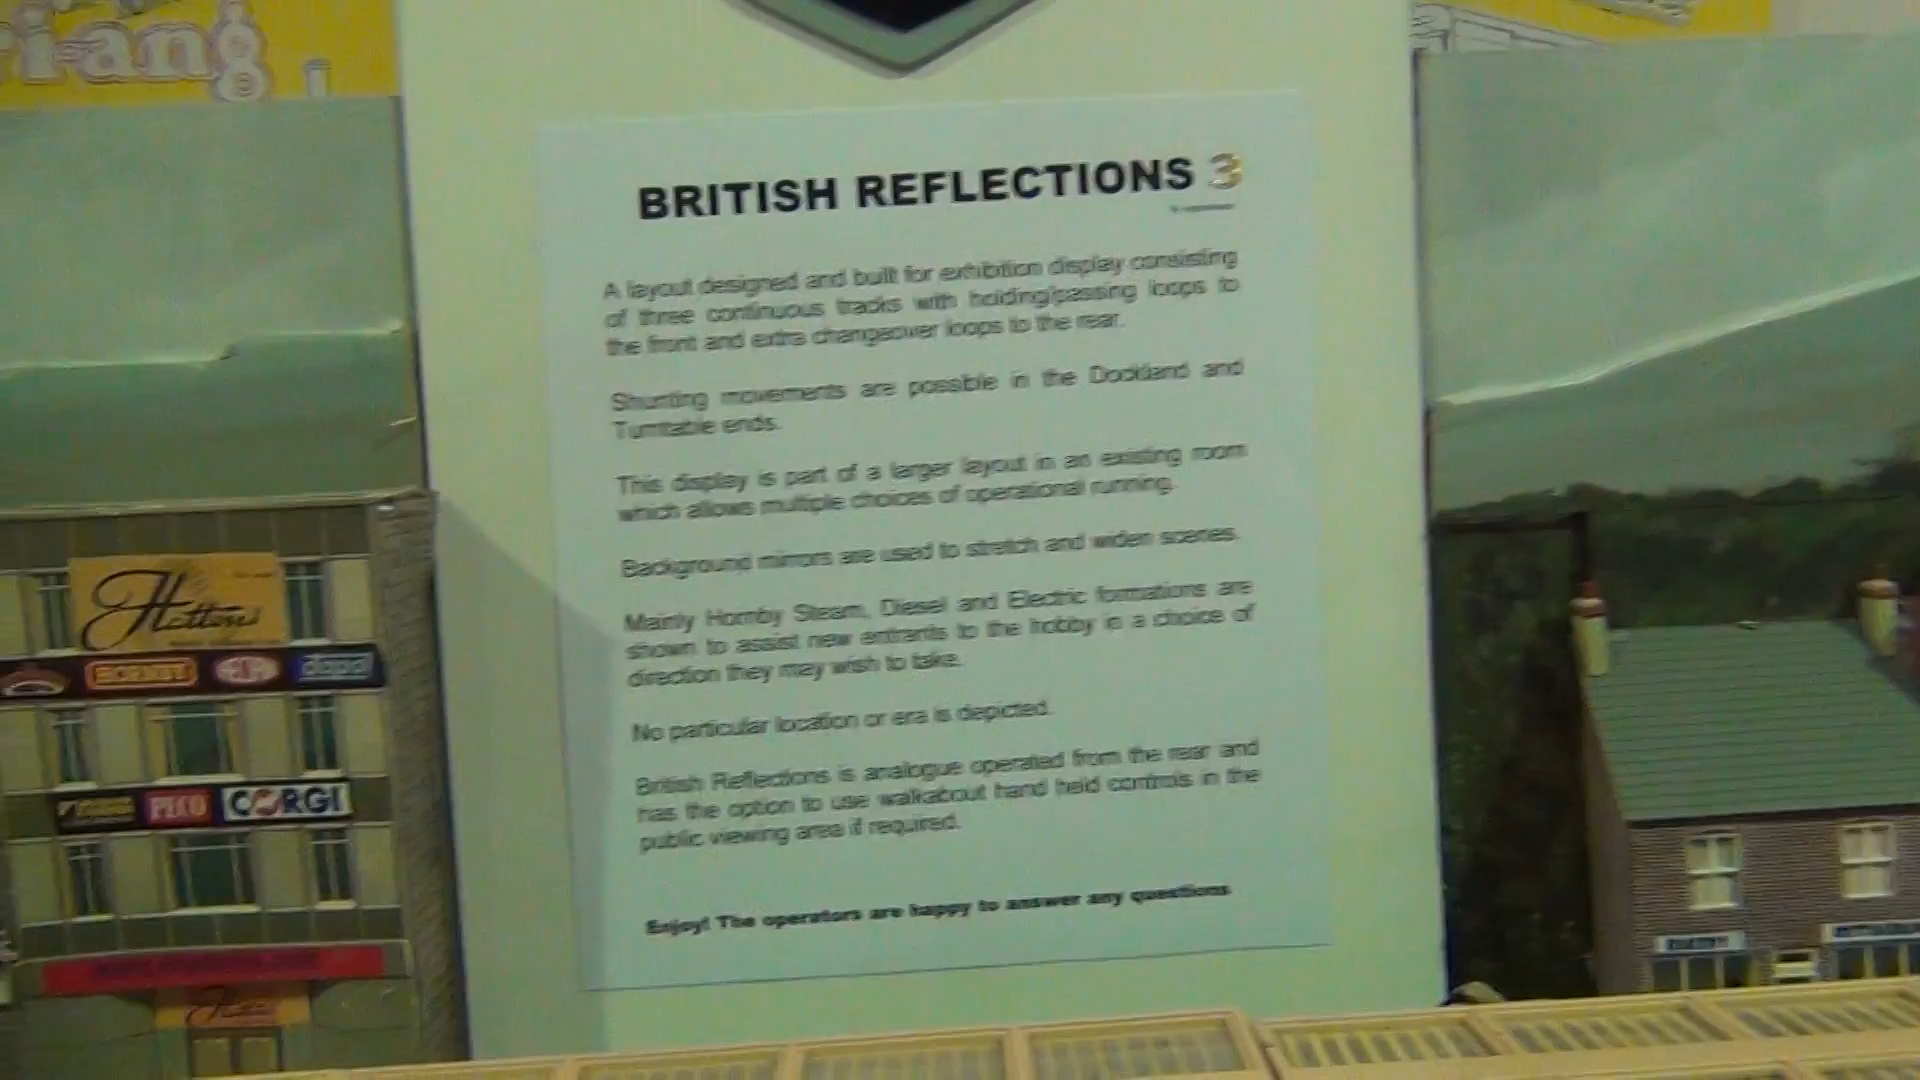 ri-ang
BRITISH REFLECTIONS 3
A layout designed and built for exhibition display consisting
of three continuous tracks with holding/passing loops to
the front and extra changeover loops to the rear.
Shunting movements are possible in the Dockland and
Turntable ends.
This display is part of a larger layout in an existing room
which allows multiple choices of operational running.
Background mirrors are used to stretch and widen scenes.
Mainly Hornby Steam, Diesel and Electric formations are
shown to assist new entrants to the hobby in a choice of
direction they may wish to take.
No particular location or era is depicted.
British Reflections is analogue operated from the rear and
has the option to use walkabout hand held controls in the
public viewing area if required.
Enjoy! The operators are happy to answer any questions
Hattons
HORNBY dapol
PECO CORGI